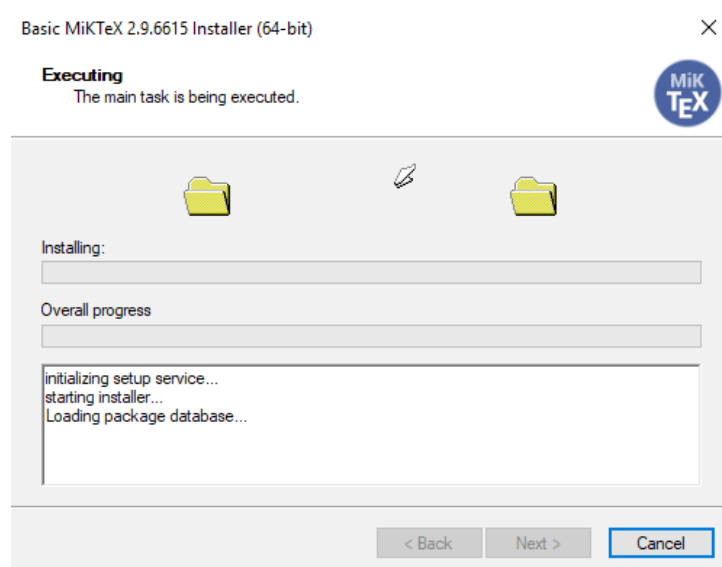 Basic MiKTeX 2.9.6615 Installer (64-bit)
Executing
The main task is being executed.
MiK
TEX
Installing:
Overall progress
initializing setup service...
starting installer...
Loading package database...
< Back
Next >
Cancel